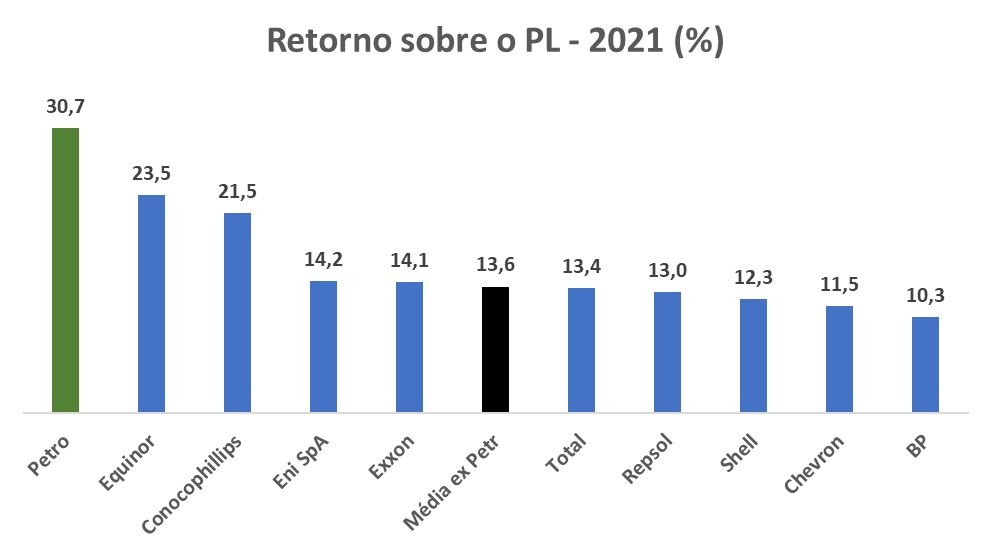 Retorno sobre o PL - 2021 (%)
30,7
23,5
21,5
14,2
14,1
13,6
13,4
13,0
12,3
11,5
10,3
Petro
Equinor
Conocophillips
Eni SpA
Exxon
Média ex Petr
Total
Repsol
Shell
Chevron
BP